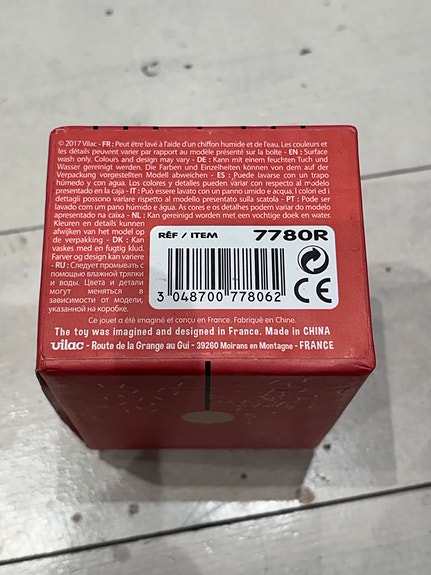 © 2017 Vilac - FR : Peut être lavé à l'aide d'un chiffon humide et de l'eau. Les couleurs et
les détails peuvent varier par rapport au modèle présenté sur la boîte - EN : Surface
wash only. Colours and design may vary - DE : Kann mit einem feuchten Tuch und
Wasser gereinigt werden. Die Farben und Einzelheiten können von dem auf der
Verpackung vorgestellten Modell abweichen - ES : Puede lavarse con un trapo
húmedo y con agua. Los colores y detalles pueden variar con respecto al modelo
presentado en la caja - IT : Può essere lavato con un panno umido e acqua. I colori ed i
dettagli possono variare rispetto al modello presentato sulla scatola - PT : Pode ser
lavado com um pano húmido e água. As cores e os detalhes podem variar do modelo
apresentado na caixa - NL : Kan gereinigd worden met een vochtige doek en water.
Kleuren en details kunnen
afwijken van het model op
de verpakking - DK : Kan
vaskes med en fugtig klud.
Farver og design kan variere
- RU : Следует промывать с
помощью влажной тряпки
и воды. Цвета и детали
могут меняться в
зависимости от модели,
указанной на коробке.
RÉF / ITEM 7780R
3 048700 778062
CE
Ce jouet a été imaginé et conçu en France. Fabriqué en Chine.
The toy was imagined and designed in France. Made in CHINA
vilac - Route de la Grange au Gui - 39260 Moirans en Montagne - FRANCE